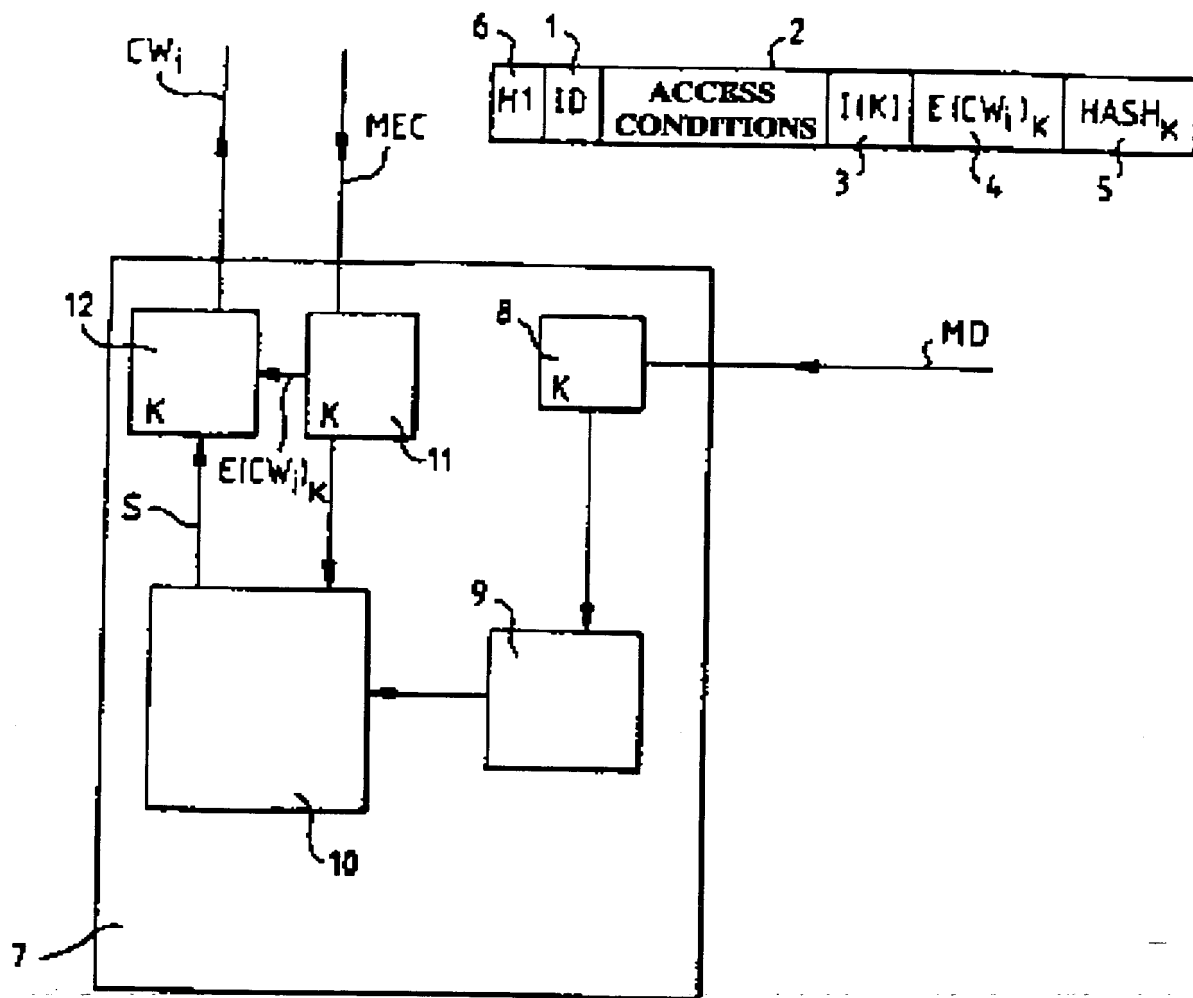 CWi
MEC
6 1 2
H1 ID ACCESS CONDITIONS I(K) E(CWi)K HASHK
3 4 5
12
K
K
11
E(CWi)K
8
K
MD
S
9
10
7